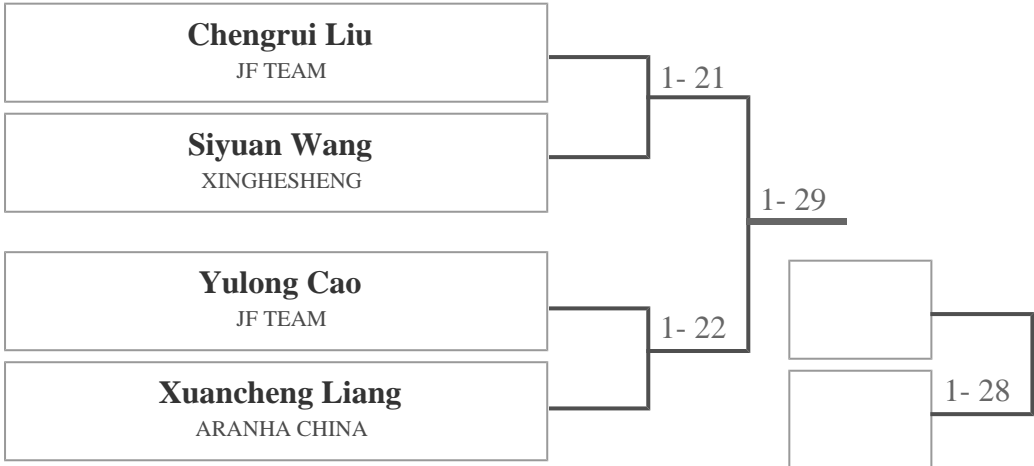 Chengrui Liu
JF TEAM
1- 21
Siyuan Wang
XINGHESHENG
1- 29
Yulong Cao
JF TEAM
1- 22
Xuancheng Liang
ARANHA CHINA
1- 28